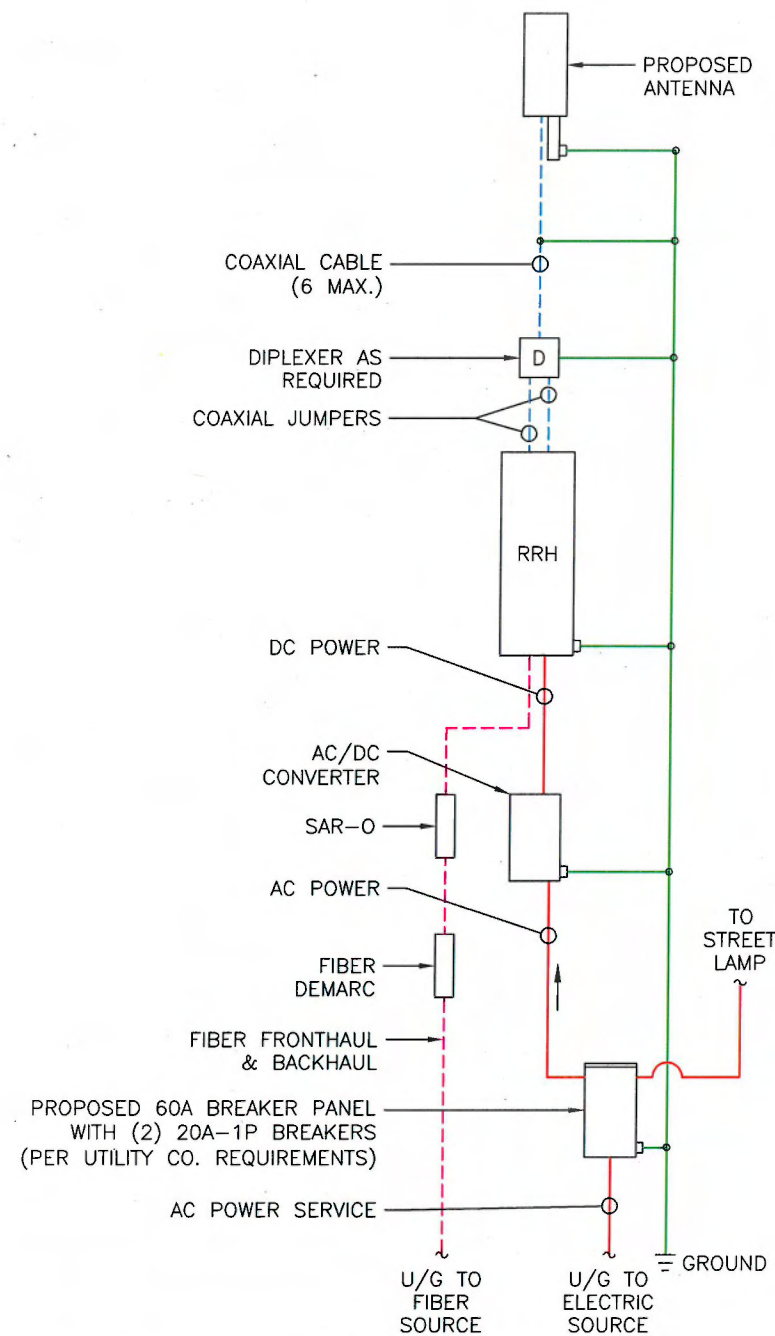 PROPOSED
ANTENNA
COAXIAL CABLE
(6 MAX.)
DIPLEXER AS
REQUIRED
D
COAXIAL JUMPERS
RRH
DC POWER
AC/DC
CONVERTER
SAR-O
AC POWER
TO
STREET
LAMP
FIBER
DEMARC
FIBER FRONTHAUL
& BACKHAUL
PROPOSED 60A BREAKER PANEL
WITH (2) 20A-1P BREAKERS
(PER UTILITY CO. REQUIREMENTS)
AC POWER SERVICE
GROUND
U/G TO
FIBER
SOURCE
U/G TO
ELECTRIC
SOURCE